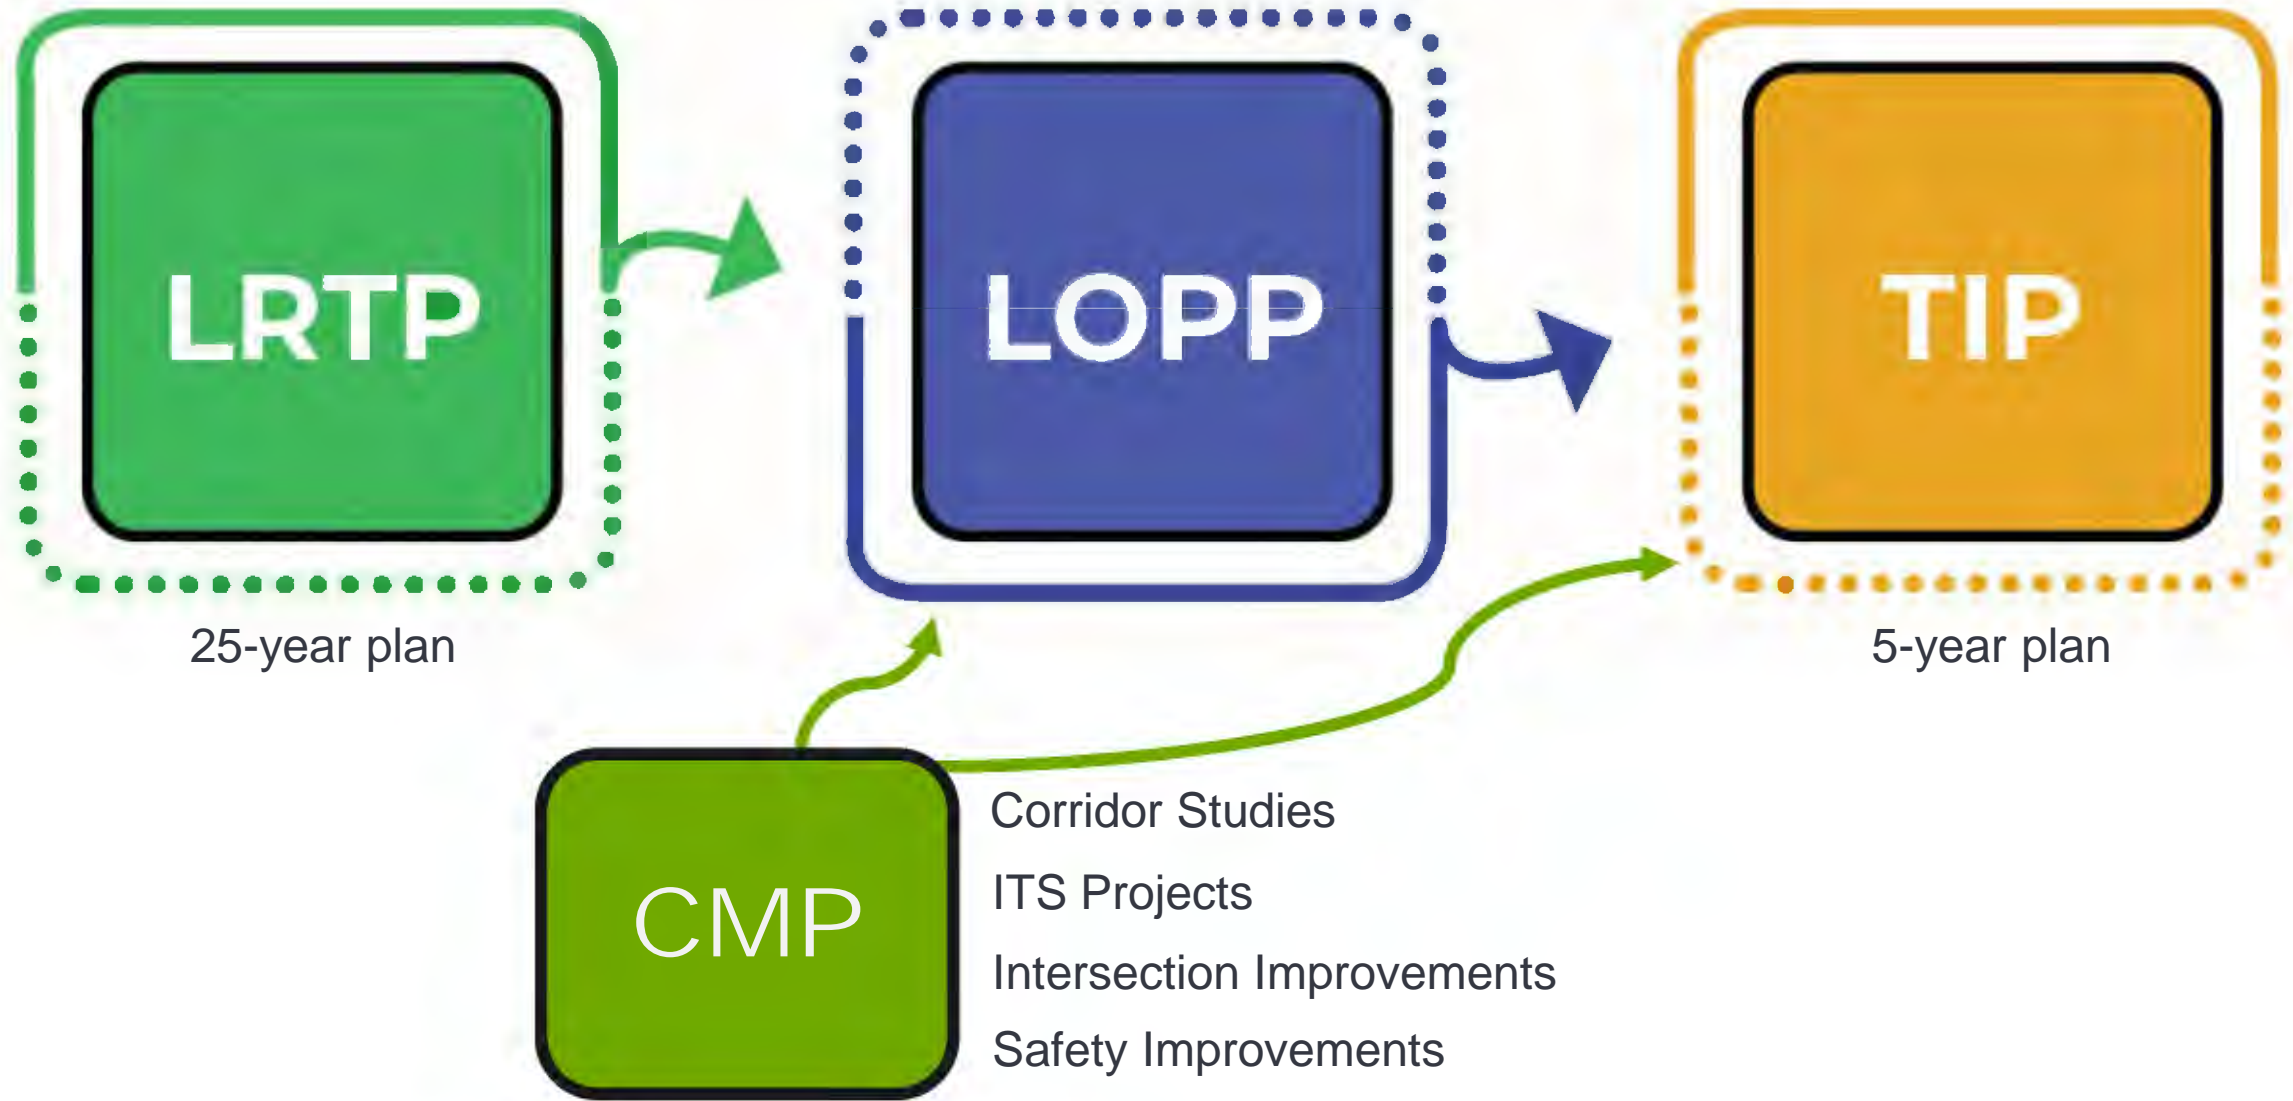 LRTP
LOPP
TIP
25-year plan
5-year plan
CMP
Corridor Studies
ITS Projects
Intersection Improvements
Safety Improvements